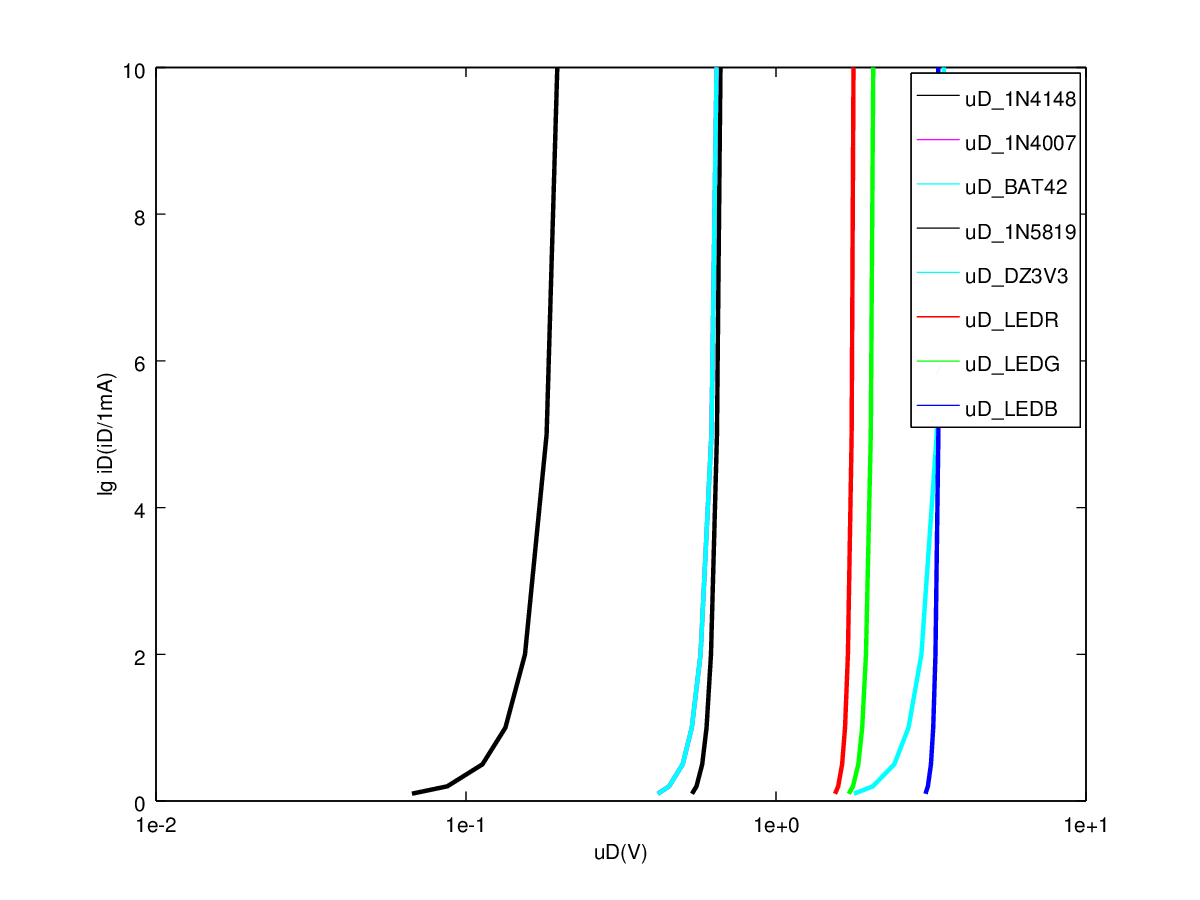 10
8
6
4
2
0
lg iD(iD/1mA)
1e-2
1e-1
1e+0
1e+1
uD(V)
uD_1N4148
uD_1N4007
uD_BAT42
uD_1N5819
uD_DZ3V3
uD_LEDR
uD_LEDG
uD_LEDB